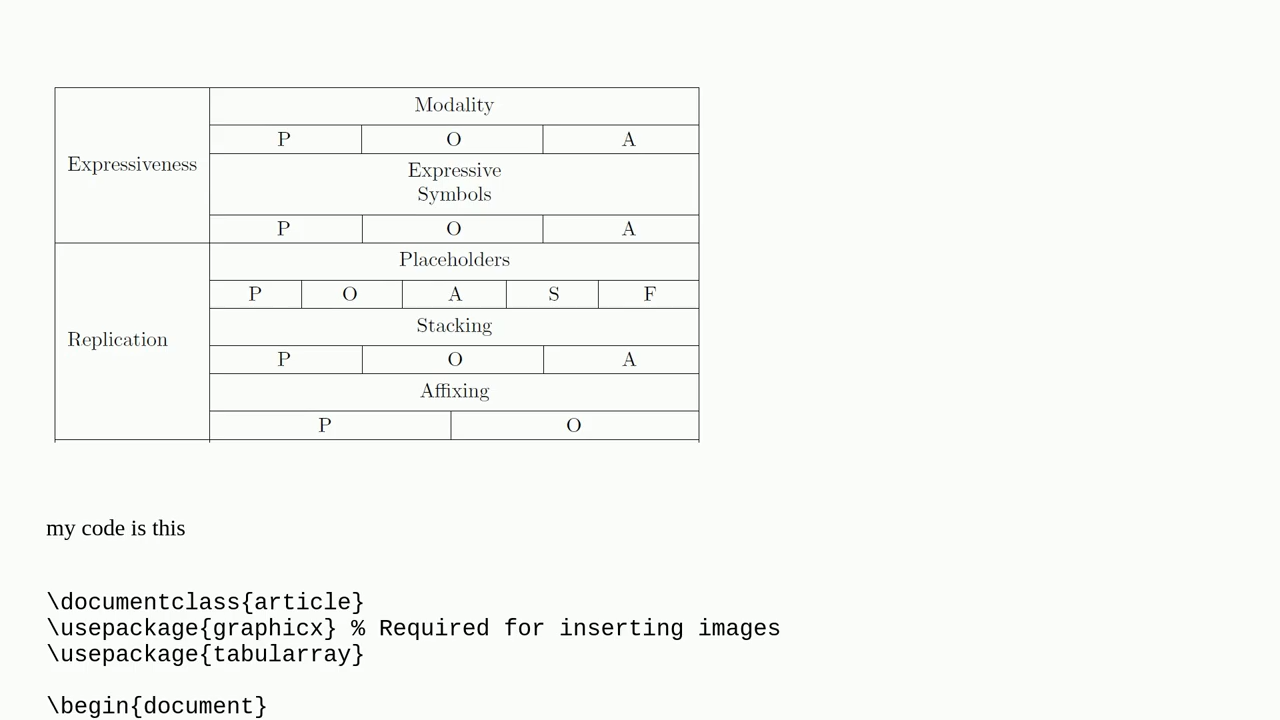 Modality
P O A
Expressiveness
Expressive
Symbols
P O A
Placeholders
P O A S F
Stacking
Replication
P O A
Affixing
P O
my code is this
\documentclass{article}
\usepackage{graphicx} % Required for inserting images
\usepackage{tabularray}
\begin{document}